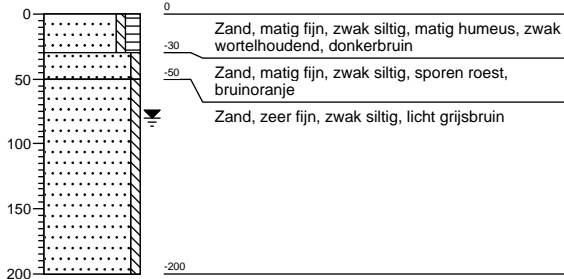 0
0
Zand, matig fijn, zwak siltig, matig humeus, zwak
wortelhoudend, donkerbruin
-30
Zand, matig fijn, zwak siltig, sporen roest,
bruinoranje
50
-50
Zand, zeer fijn, zwak siltig, licht grijsbruin
100
150
200
-200